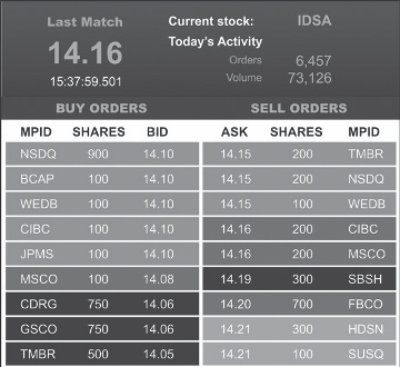 Last Match Current stock: IDSA
14.16 Today's Activity
Orders 6,457
15:37:59.501 Volume 73,126
BUY ORDERS SELL ORDERS
MPID SHARES BID ASK SHARES MPID
NSDQ 900 14.10 14.15 200 TMBR
BCAP 100 14.10 14.15 200 NSDQ
WEDB 100 14.10 14.15 100 WEDB
CIBC 100 14.10 14.16 200 CIBC
JPMS 100 14.10 14.16 200 MSCO
MSCO 100 14.08 14.19 300 SBSH
CDRG 750 14.06 14.20 700 FBCO
GSCO 750 14.06 14.21 300 HDSN
TMBR 500 14.05 14.21 100 SUSQ